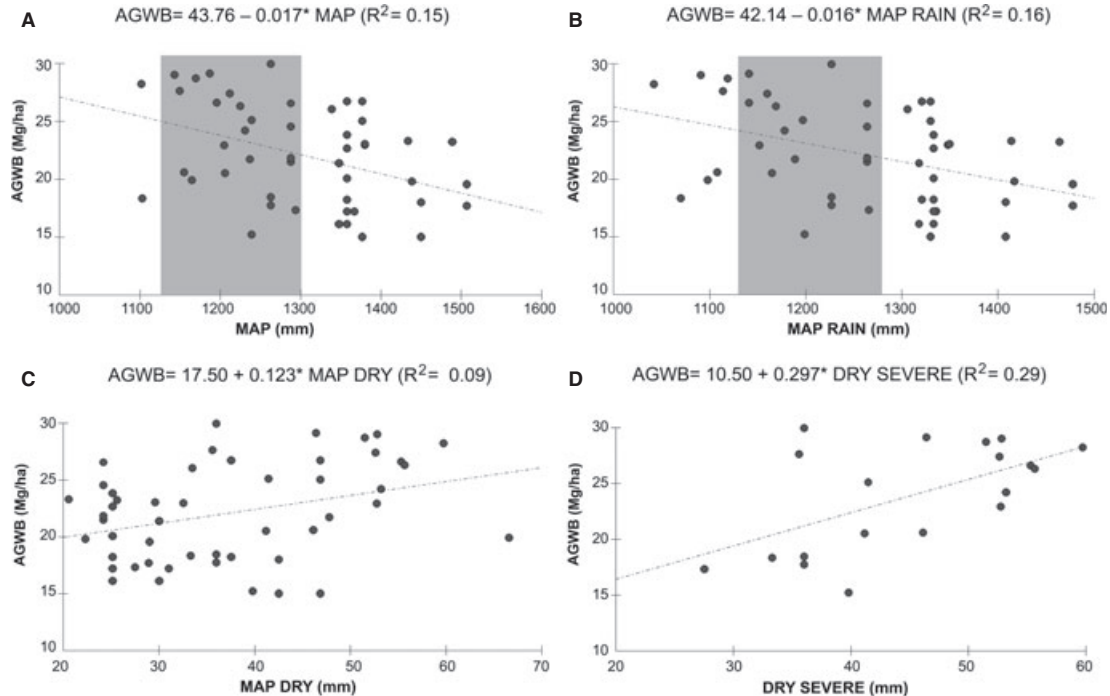 A
AGWB= 43.76 – 0.017* MAP (R²= 0.15)
AGWB (Mg/ha)
30
25
20
15
10
1000 1100 1200 1300 1400 1500 1600
MAP (mm)
B
AGWB= 42.14 – 0.016* MAP RAIN (R²= 0.16)
AGWB (Mg/ha)
30
25
20
15
10
1000 1100 1200 1300 1400 1500
MAP RAIN (mm)
C
AGWB= 17.50 + 0.123* MAP DRY (R²= 0.09)
AGWB (Mg/ha)
30
25
20
15
10
20 30 40 50 60 70
MAP DRY (mm)
D
AGWB= 10.50 + 0.297* DRY SEVERE (R²= 0.29)
AGWB (Mg/ha)
30
25
20
15
10
20 30 40 50 60
DRY SEVERE (mm)